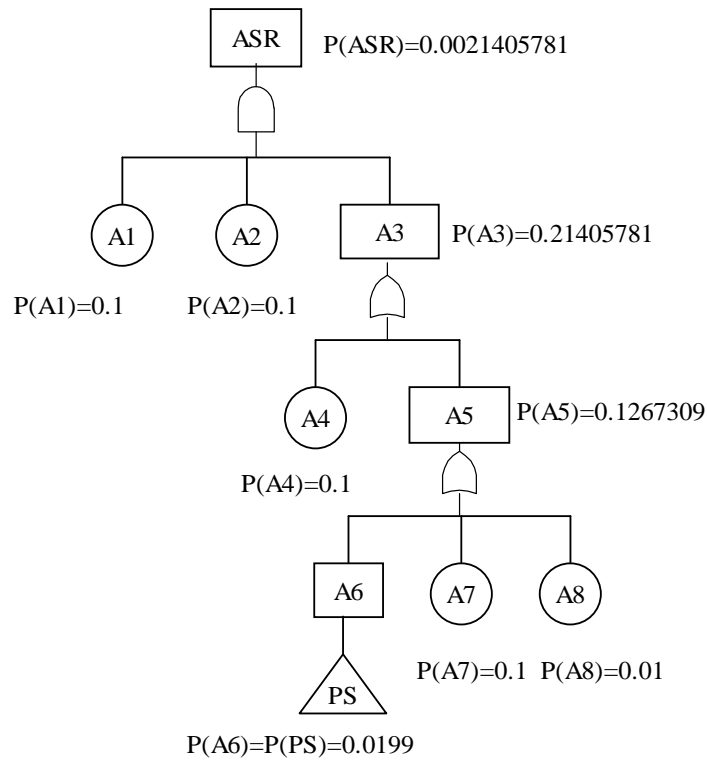 ASR
P(ASR)=0.0021405781
A1
A2
A3
P(A3)=0.21405781
P(A1)=0.1
P(A2)=0.1
A4
A5
P(A5)=0.1267309
P(A4)=0.1
A6
A7
A8
P(A7)=0.1
P(A8)=0.01
PS
P(A6)=P(PS)=0.0199